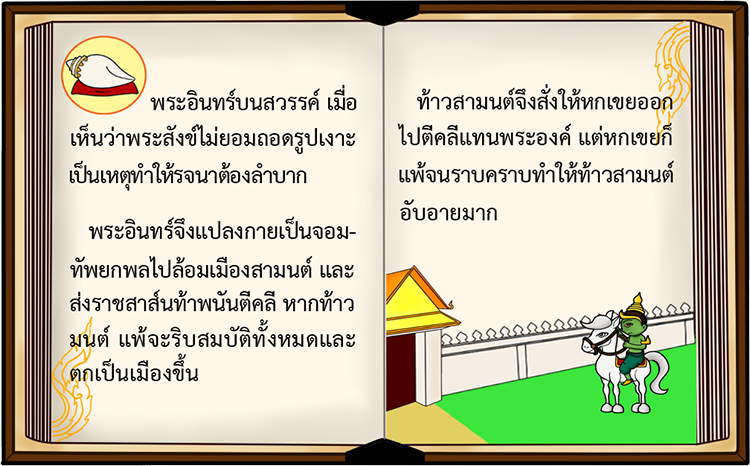 พระอินทร์บนสวรรค์ เมื่อ
เห็นว่าพระสังข์ไม่ยอมถอดรูปเงาะ
เป็นเหตุทำให้รจนาต้องลำบาก
พระอินทร์จึงแปลงกายเป็นจอม-
ทัพยกพลไปล้อมเมืองสามนต์ และ
ส่งราชสาส์นท้าพนันตีคลี หากท้าว
มนต์ แพ้จะริบสมบัติทั้งหมดและ
ตกเป็นเมืองขึ้น
ท้าวสามนต์จึงสั่งให้หกเขยออก
ไปตีคลีแทนพระองค์ แต่หกเขยก็
แพ้จนราบคราบทำให้ท้าวสามนต์
อับอายมาก